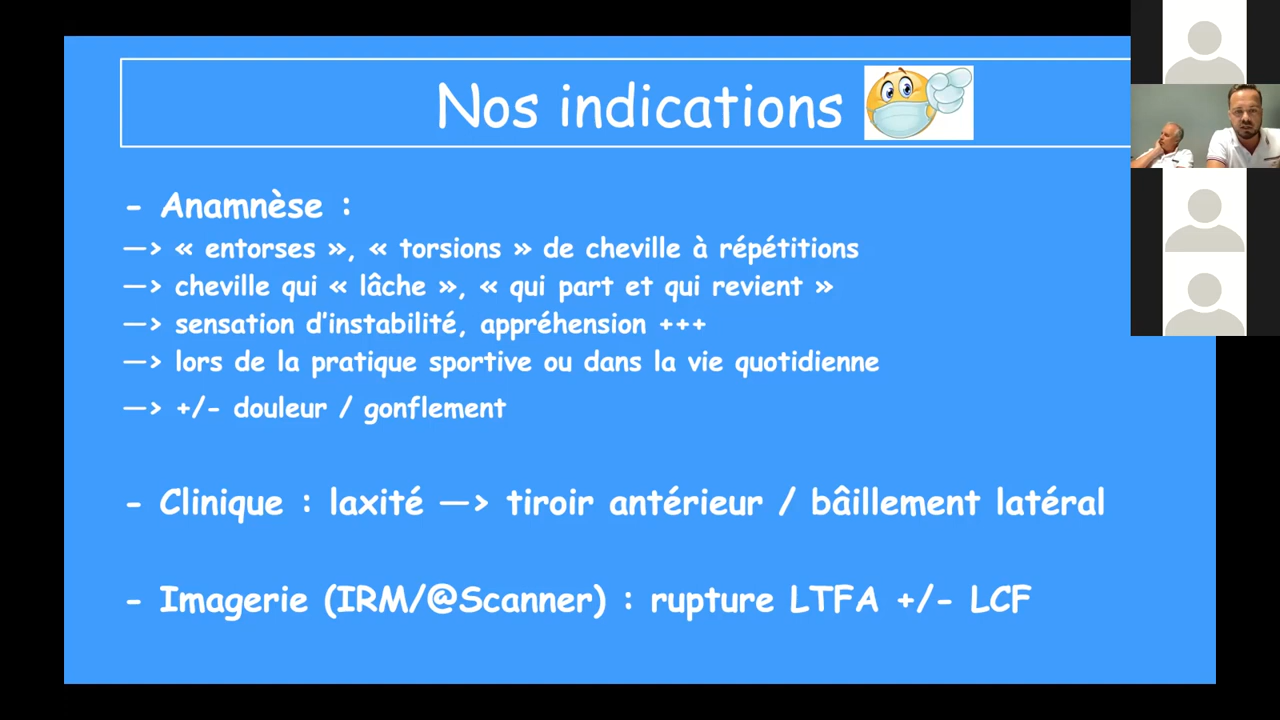 Nos indications
- Anamnèse :
—> « entorses », « torsions » de cheville à répétitions
—> cheville qui « lâche », « qui part et qui revient »
—> sensation d’instabilité, appréhension +++
—> lors de la pratique sportive ou dans la vie quotidienne
—> +/- douleur / gonflement
- Clinique : laxité —> tiroir antérieur / bâillement latéral
- Imagerie (IRM/@Scanner) : rupture LTFA +/- LCF